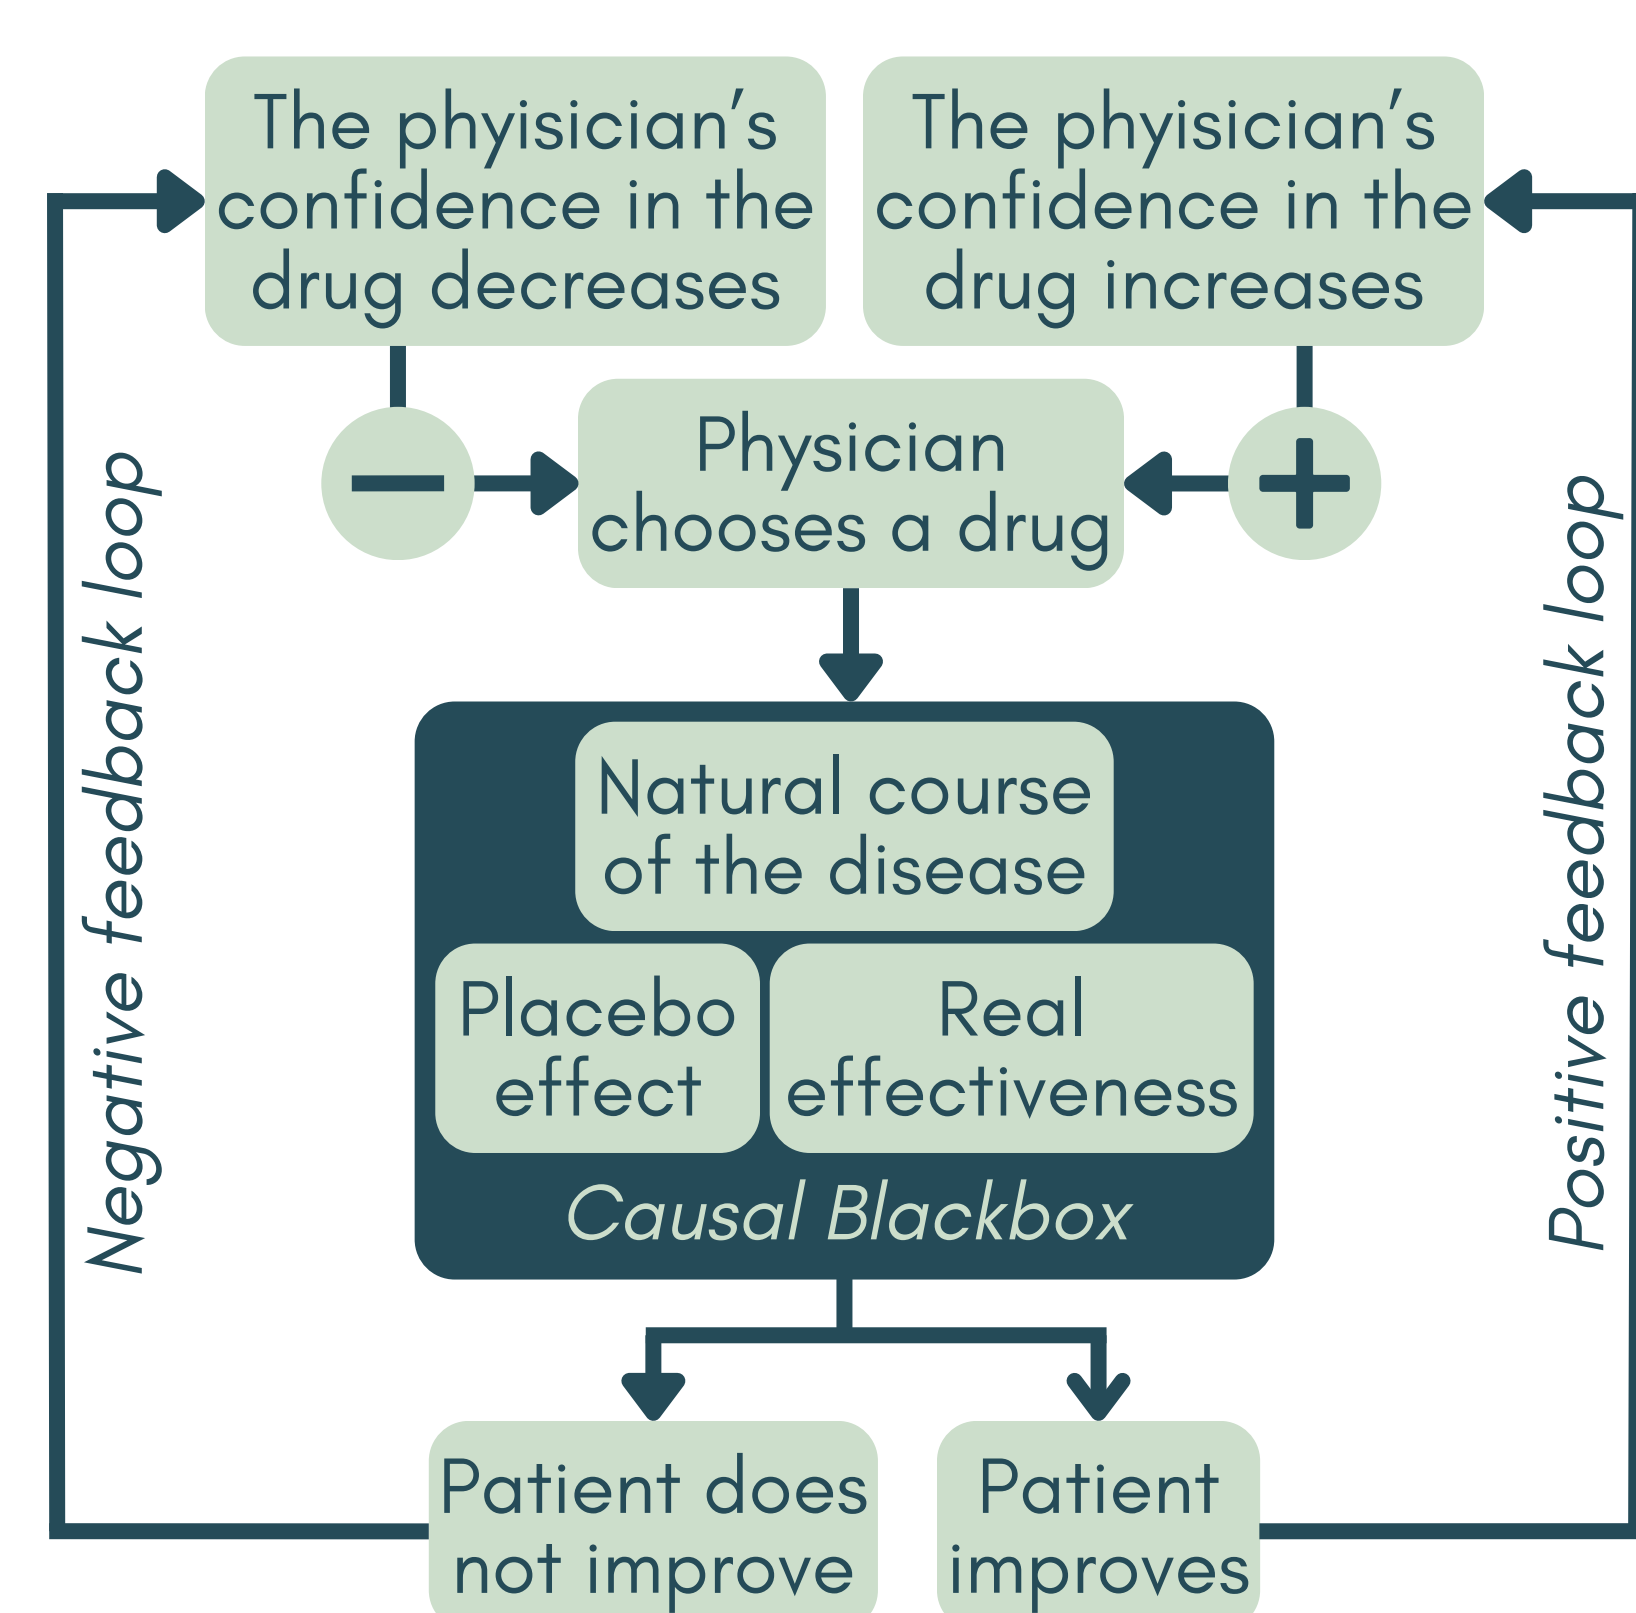 The phyisician’s
confidence in the
drug decreases
The phyisician’s
confidence in the
drug increases
Physician
chooses a drug
Negative feedback loop
Positive feedback loop
Natural course
of the disease
Placebo
effect
Real
effectiveness
Causal Blackbox
Patient does
not improve
Patient
improves